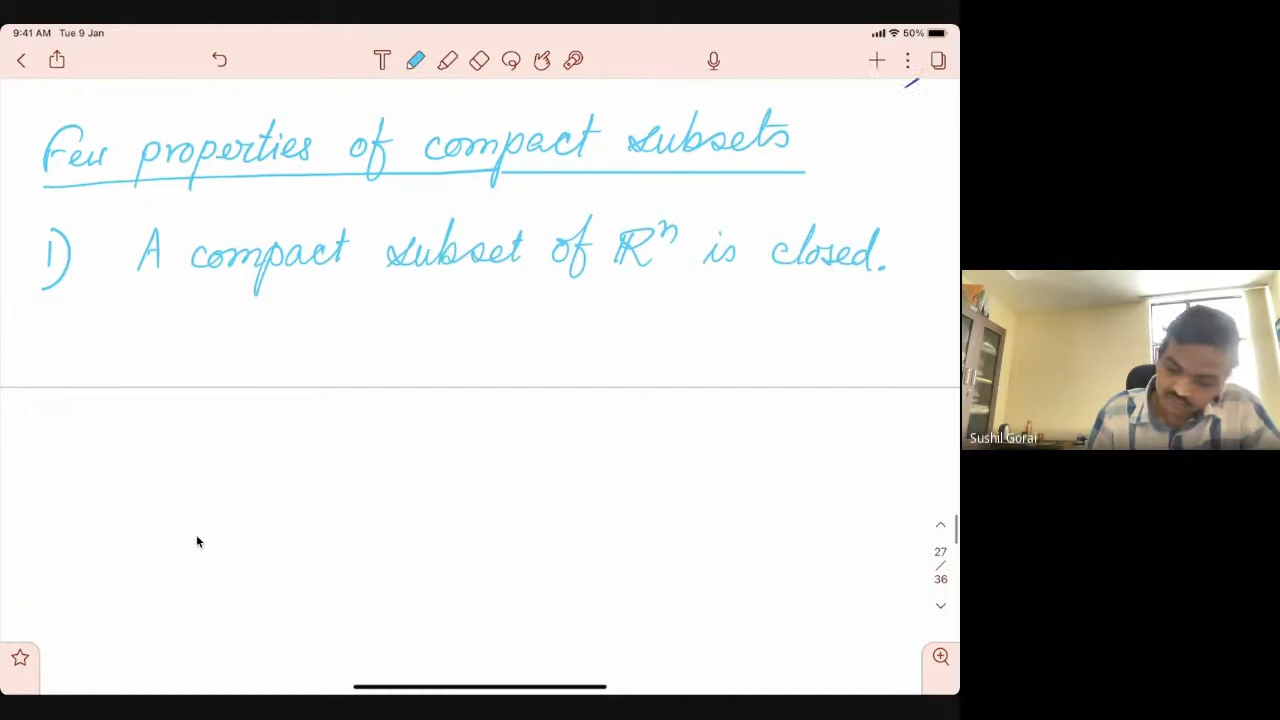 9:41 AM Tue 9 Jan
50%
Few properties of compact subsets
1) A compact subset of ℝⁿ is closed.
Sushil Gorai
27
/
36